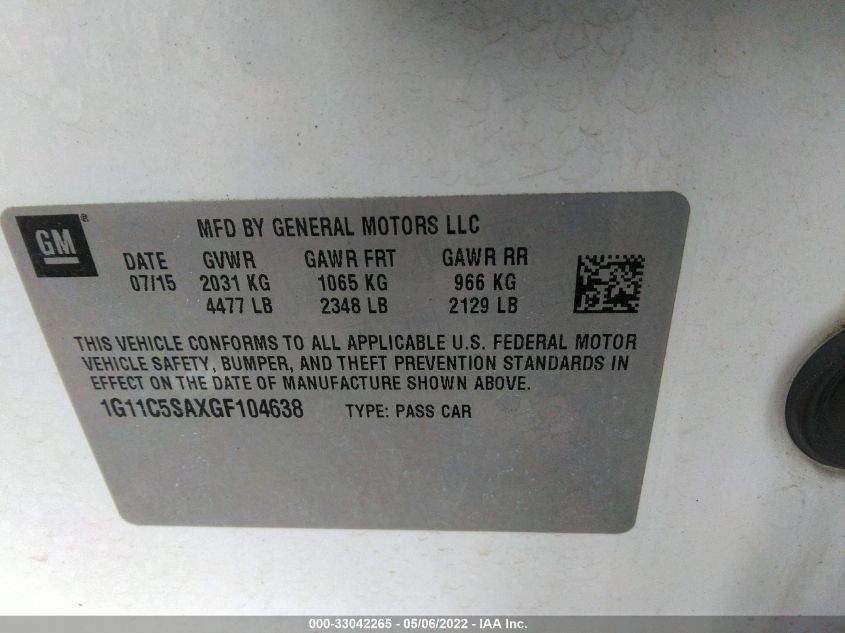 GM®
MFD BY GENERAL MOTORS LLC
DATE GVWR GAWR FRT GAWR RR
07/15 2031 KG 1065 KG 966 KG
4477 LB 2348 LB 2129 LB
THIS VEHICLE CONFORMS TO ALL APPLICABLE U.S. FEDERAL MOTOR
VEHICLE SAFETY, BUMPER, AND THEFT PREVENTION STANDARDS IN
EFFECT ON THE DATE OF MANUFACTURE SHOWN ABOVE.
1G11C5SAXGF104638 TYPE: PASS CAR
000-33042265 - 05/06/2022 - IAA Inc.